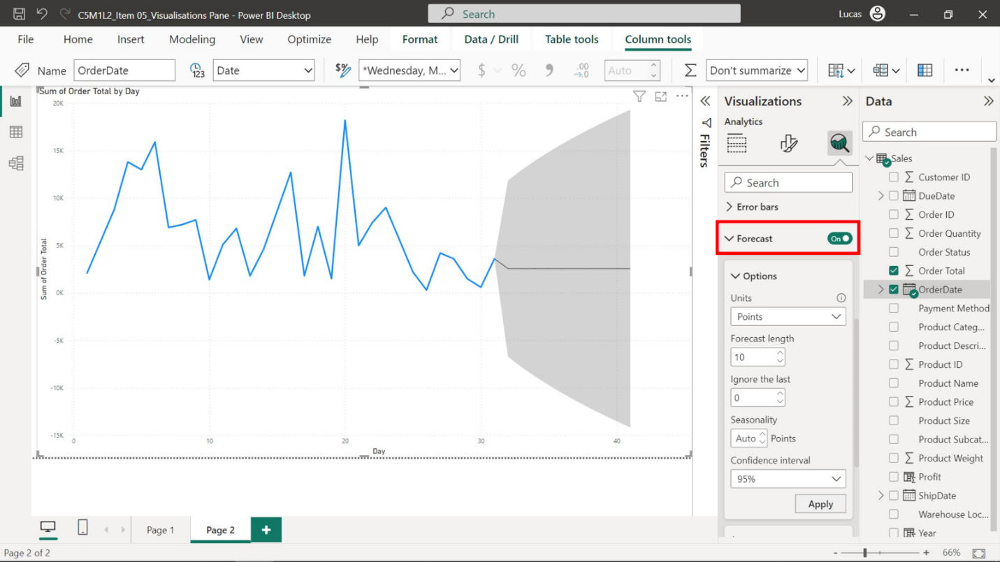 C5M1L2_Item 05_Visualisations Pane - Power BI Desktop
Search
Lucas
File Home Insert Modeling View Optimize Help Format Data / Drill Table tools Column tools
Name OrderDate 123 Date $% *Wednesday, M... $ % 9 .00 Auto Σ Don't summarize ...
Sum of Order Total by Day
20K
15K
10K
5K
0K
-5K
-10K
-15K
Sum of Order Total
0 10 20 30 40
Day
Filters
Visualizations
Analytics
Search
Error bars
Forecast On
Options
Units
Points
Forecast length
10
Ignore the last
0
Seasonality
Auto Points
Confidence interval
95%
Apply
Data
Search
Sales
Σ Customer ID
DueDate
Σ Order ID
Σ Order Quantity
Order Status
Σ Order Total
OrderDate
Payment Method
Product Categ...
Product Descri...
Σ Product ID
Product Name
Σ Product Price
Product Size
Product Subcat...
Σ Product Weight
Profit
ShipDate
Warehouse Loc...
Year
Page 1 Page 2 +
Page 2 of 2
- + 66%